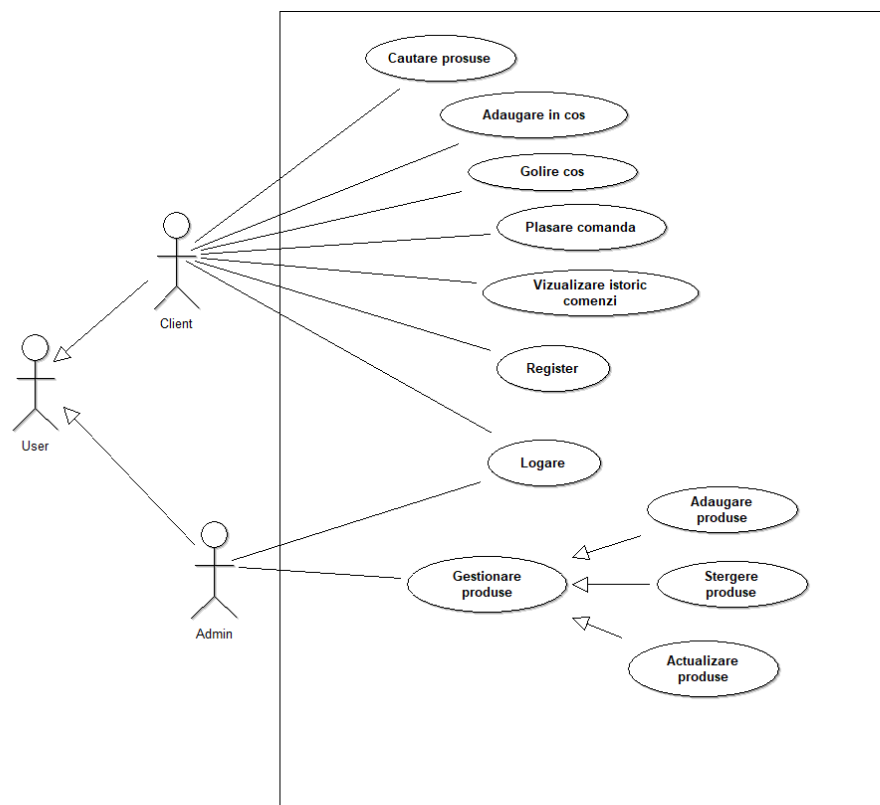 Cautare prosuse
Adaugare in cos
Golire cos
Plasare comanda
Vizualizare istoric
comenzi
Client
Register
User
Logare
Adaugare
produse
Gestionare
produse
Stergere
produse
Admin
Actualizare
produse